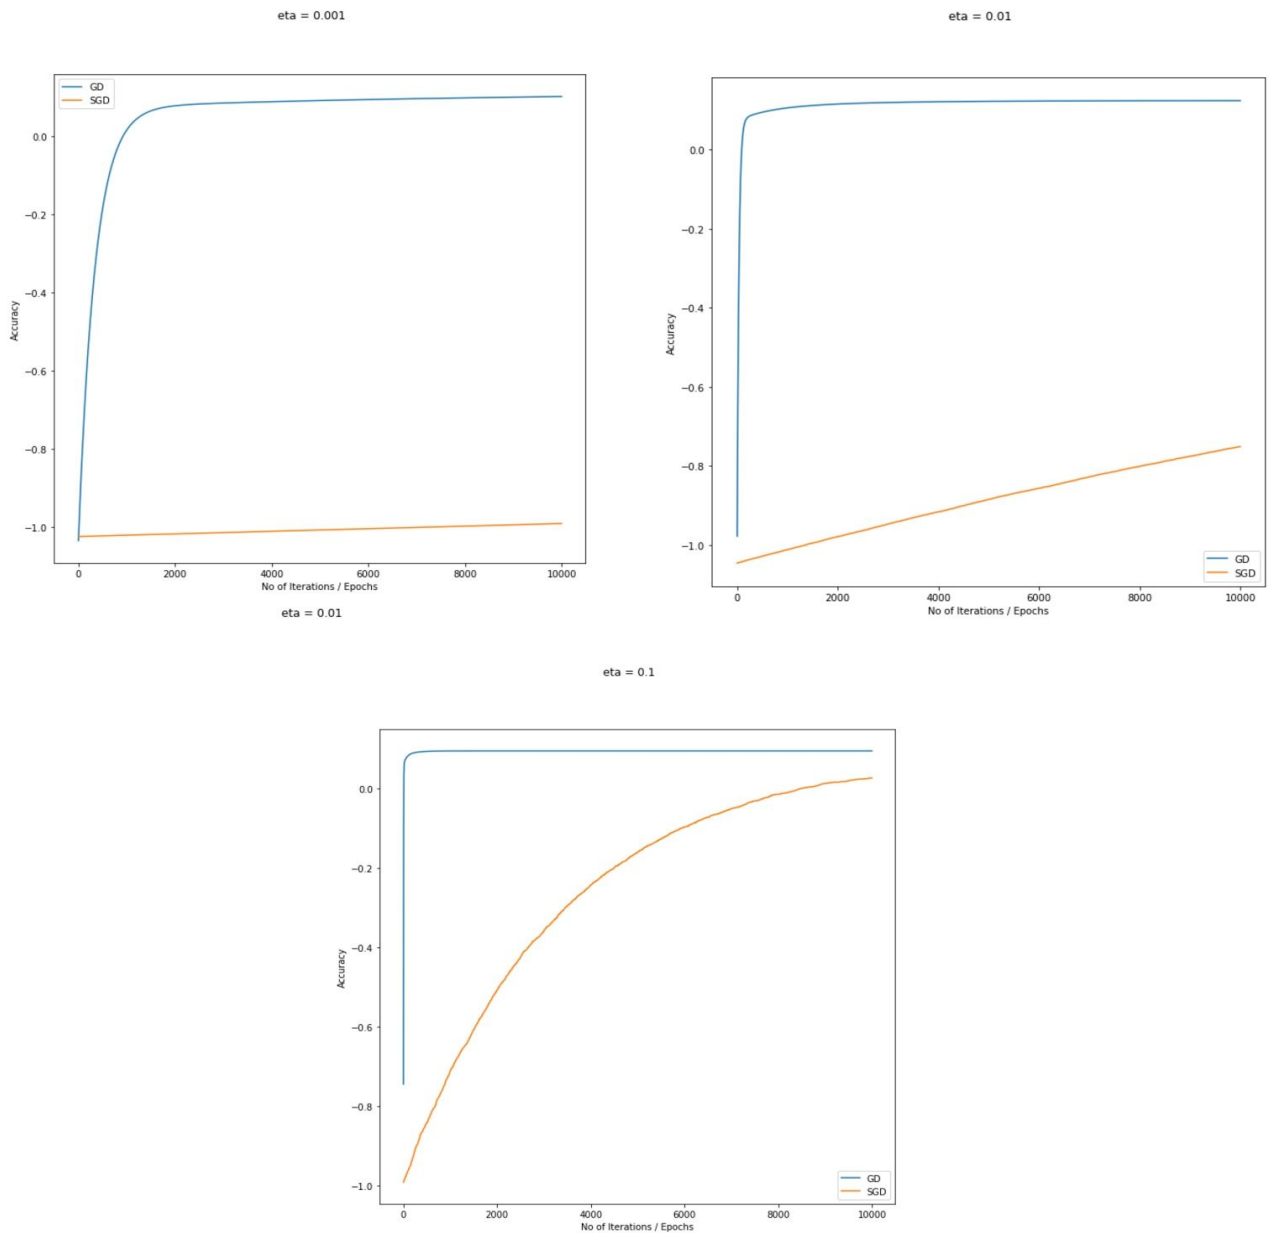 eta = 0.001
GD
SGD
0.0
−0.2
−0.4
−0.6
−0.8
−1.0
Accuracy
0 2000 4000 6000 8000 10000
No of Iterations / Epochs
eta = 0.01
eta = 0.01
0.0
−0.2
−0.4
−0.6
−0.8
−1.0
Accuracy
GD
SGD
0 2000 4000 6000 8000 10000
No of Iterations / Epochs
eta = 0.1
0.0
−0.2
−0.4
−0.6
−0.8
−1.0
Accuracy
GD
SGD
0 2000 4000 6000 8000 10000
No of Iterations / Epochs